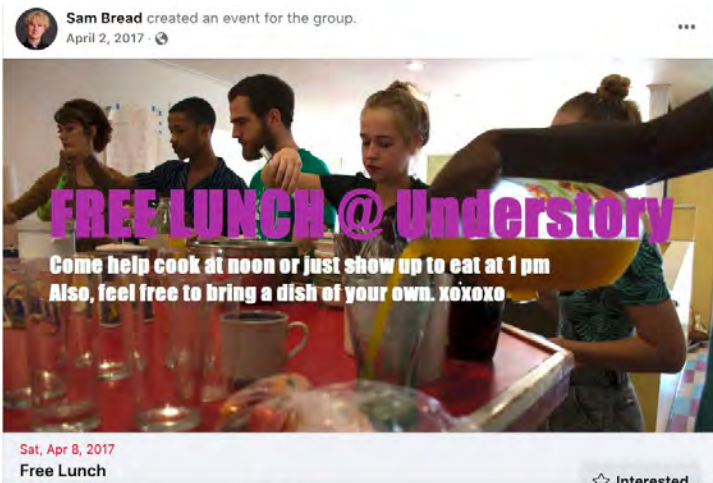 Sam Bread created an event for the group.
April 2, 2017 ·
FREE LUNCH @ Understory
Come help cook at noon or just show up to eat at 1 pm
Also, feel free to bring a dish of your own. xoxoxo
Sat, Apr 8, 2017
Free Lunch
Interested